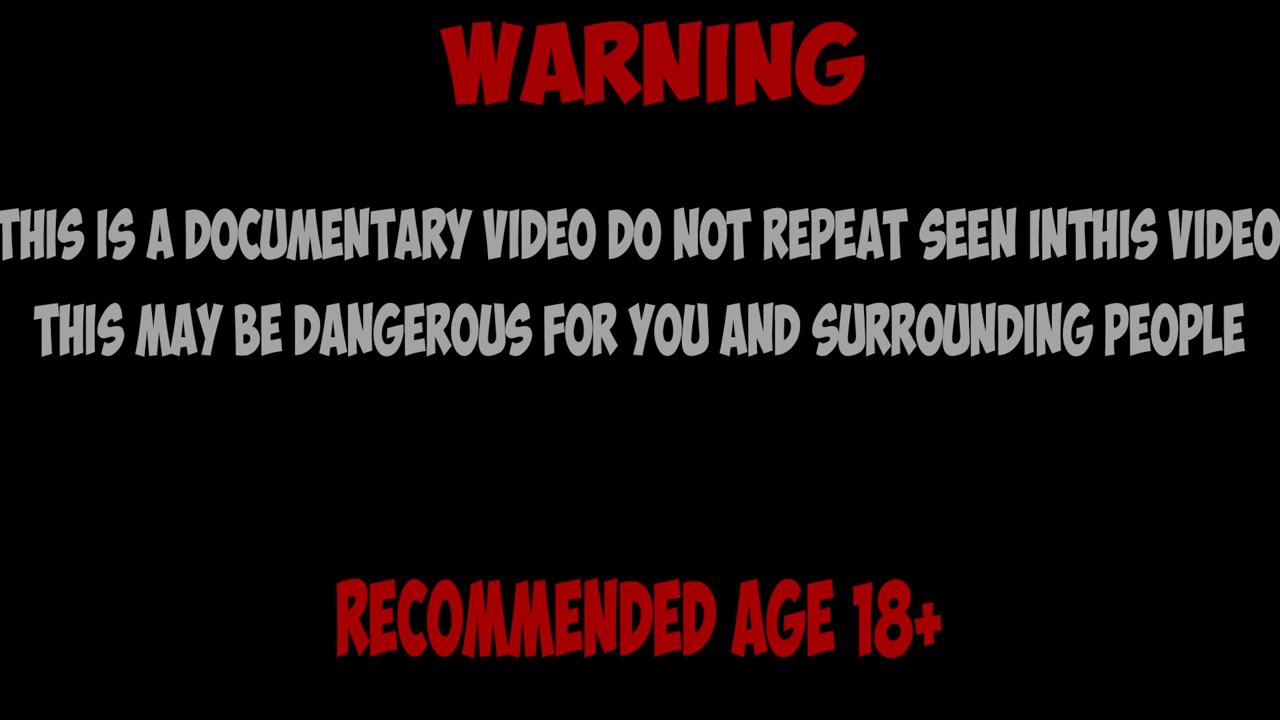 WARNING
THIS IS A DOCUMENTARY VIDEO DO NOT REPEAT SEEN INTHIS VIDEO
THIS MAY BE DANGEROUS FOR YOU AND SURROUNDING PEOPLE
RECOMMENDED AGE 18+